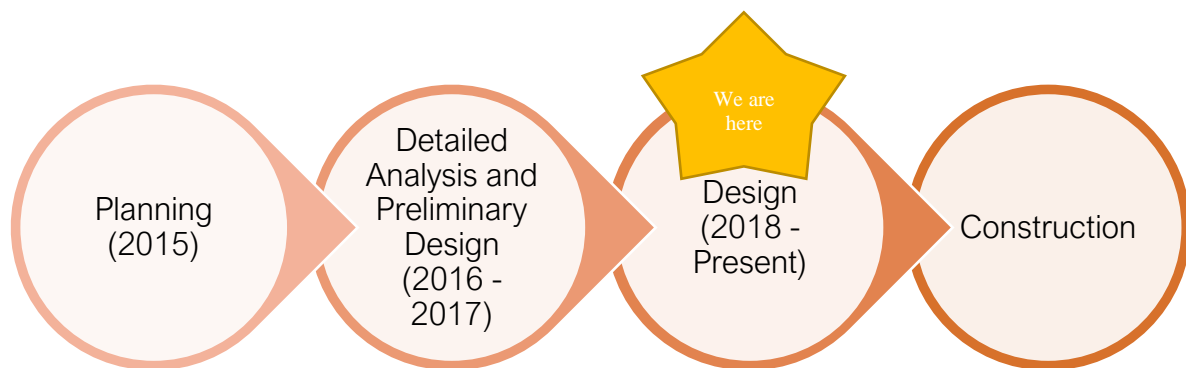 Planning
(2015)
Detailed
Analysis and
Preliminary
Design
(2016 -
2017)
We are
here
Design
(2018 -
Present)
Construction